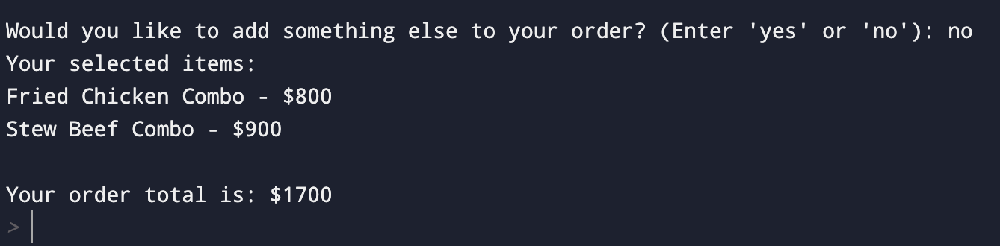 Would you like to add something else to your order? (Enter 'yes' or 'no'): no
Your selected items:
Fried Chicken Combo - $800
Stew Beef Combo - $900
Your order total is: $1700
>